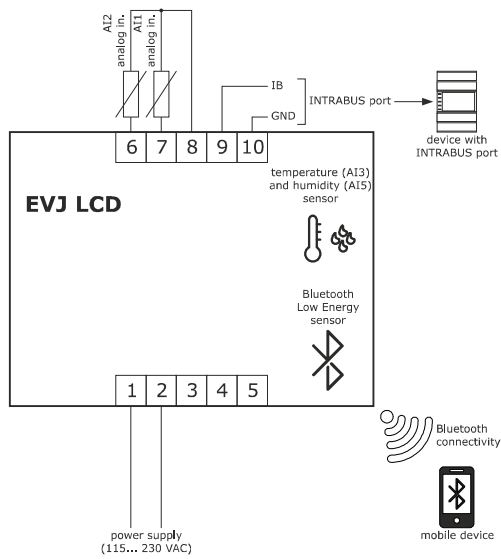 AI2
analog in.
AI1
analog in.
IB
GND
INTRABUS port
device with
INTRABUS port
6 7 8 9 10
temperature (AI3)
and humidity (AI5)
sensor
EVJ LCD
Bluetooth
Low Energy
sensor
1 2 3 4 5
Bluetooth
connectivity
mobile device
power supply
(115... 230 VAC)